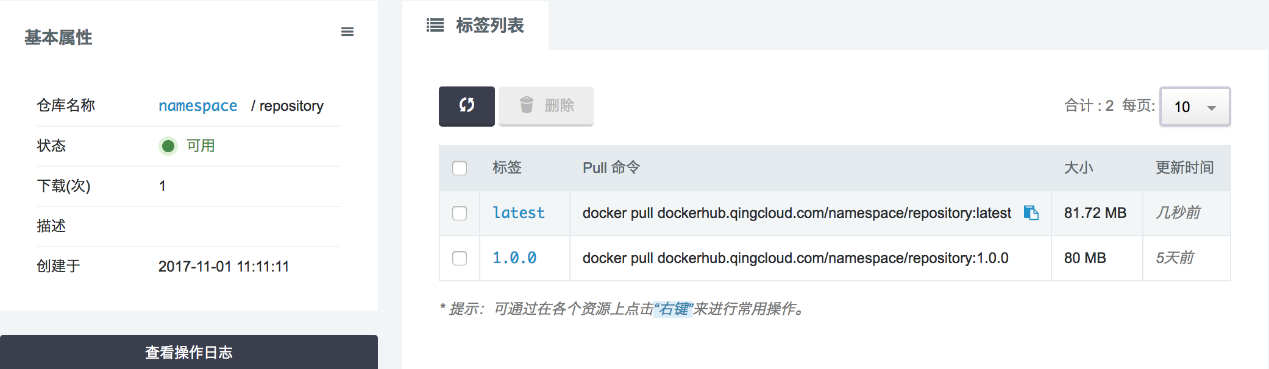 基本属性
仓库名称 namespace / repository
状态 可用
下载(次) 1
描述
创建于 2017-11-01 11:11:11
查看操作日志
标签列表
删除 合计 : 2 每页: 10
标签 Pull 命令 大小 更新时间
latest docker pull dockerhub.qingcloud.com/namespace/repository:latest 81.72 MB 几秒前
1.0.0 docker pull dockerhub.qingcloud.com/namespace/repository:1.0.0 80 MB 5天前
* 提示：可通过在各个资源上点击“右键”来进行常用操作。